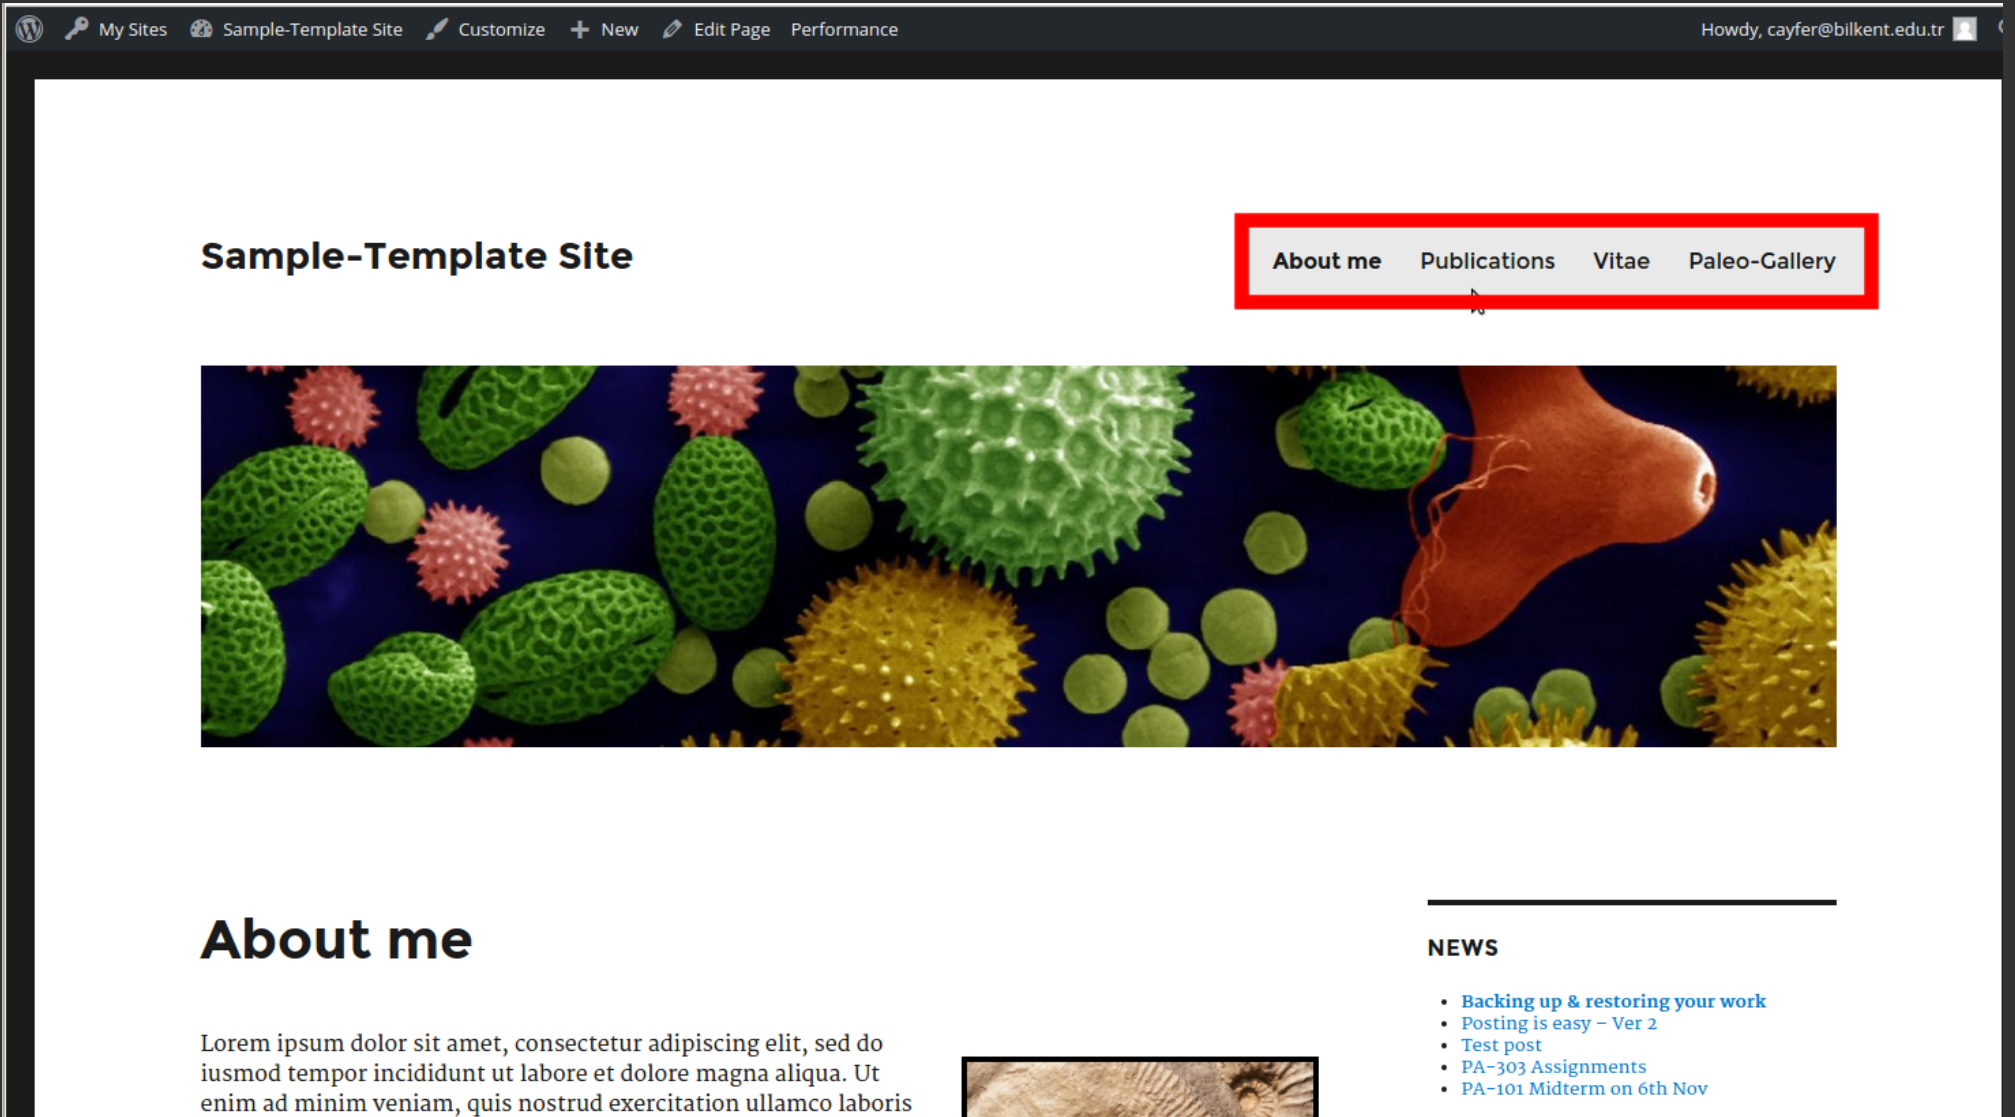 My Sites Sample-Template Site Customize New Edit Page Performance Howdy, cayfer@bilkent.edu.tr
Sample-Template Site
About me Publications Vitae Paleo-Gallery
About me
Lorem ipsum dolor sit amet, consectetur adipiscing elit, sed do
iusmod tempor incididunt ut labore et dolore magna aliqua. Ut
enim ad minim veniam, quis nostrud exercitation ullamco laboris
NEWS
Backing up & restoring your work
Posting is easy – Ver 2
Test post
PA-303 Assignments
PA-101 Midterm on 6th Nov